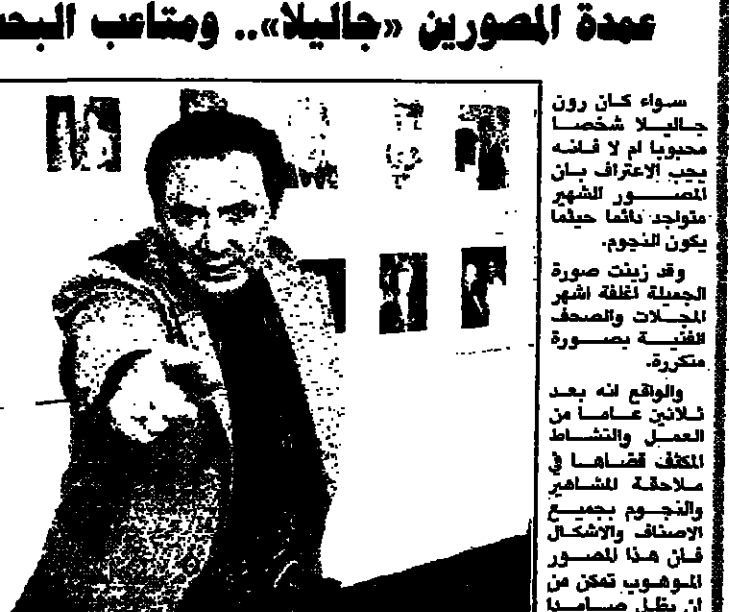 عمدة المصورين «جاليلا».. ومتاعب البحث
سواء كان رون
جاليلا شخصا
محبوبا ام لا فانه
يجب الاعتراف بان
المصور الشهير
متواجد دائما حيثما
يكون النجوم.
وقد زينت صورة
الجميلة اغلفة اشهر
المجلات والصحف
الفنية بصورة
متكررة.
والواقع انه بعد
ثلاثين عاما من
العمل والنشاط
المكثف قضاها في
ملاحقة المشاهير
والنجوم بجميع
الاصناف والاشكال
فان هذا المصور
الموهوب تمكن من
ان يظل صامدا